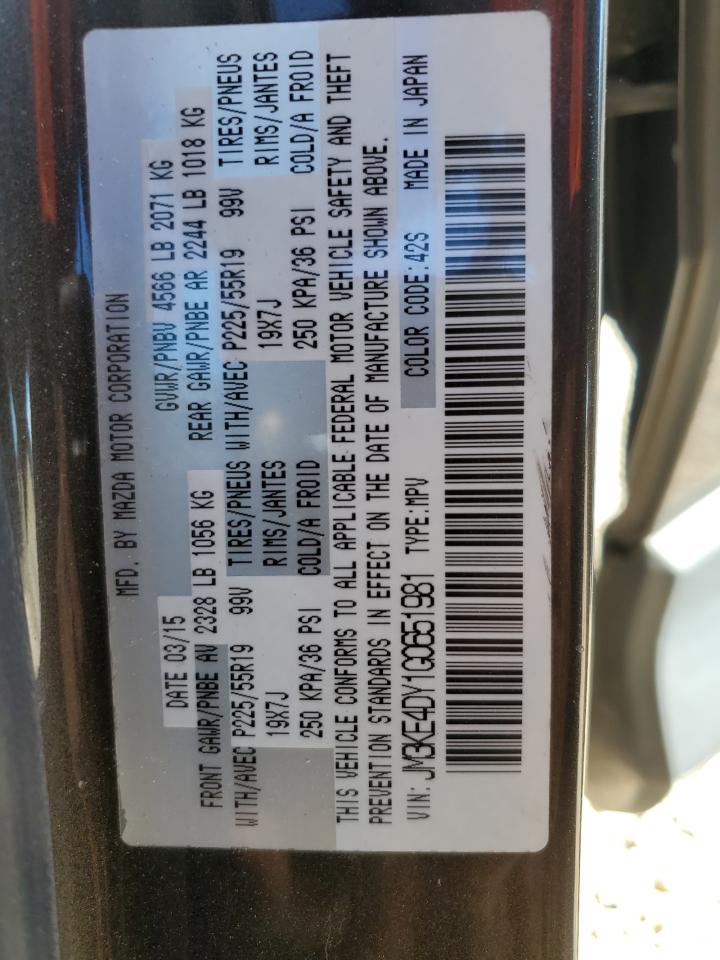 MFD. BY MAZDA MOTOR CORPORATION
DATE 03/15 GVWR/PNBV 4566 LB 2071 KG
FRONT GAWR/PNBE AV 2328 LB 1056 KG REAR GAWR/PNBE AR 2244 LB 1018 KG
WITH/AVEC P225/55R19 99V TIRES/PNEUS WITH/AVEC P225/55R19 99V TIRES/PNEUS
19X7J RIMS/JANTES 19X7J RIMS/JANTES
250 KPA/36 PSI COLD/A FROID 250 KPA/36 PSI COLD/A FROID
THIS VEHICLE CONFORMS TO ALL APPLICABLE FEDERAL MOTOR VEHICLE SAFETY AND THEFT
PREVENTION STANDARDS IN EFFECT ON THE DATE OF MANUFACTURE SHOWN ABOVE.
VIN: JM3KE4DY1G0651981 TYPE:MPV COLOR CODE:42S MADE IN JAPAN